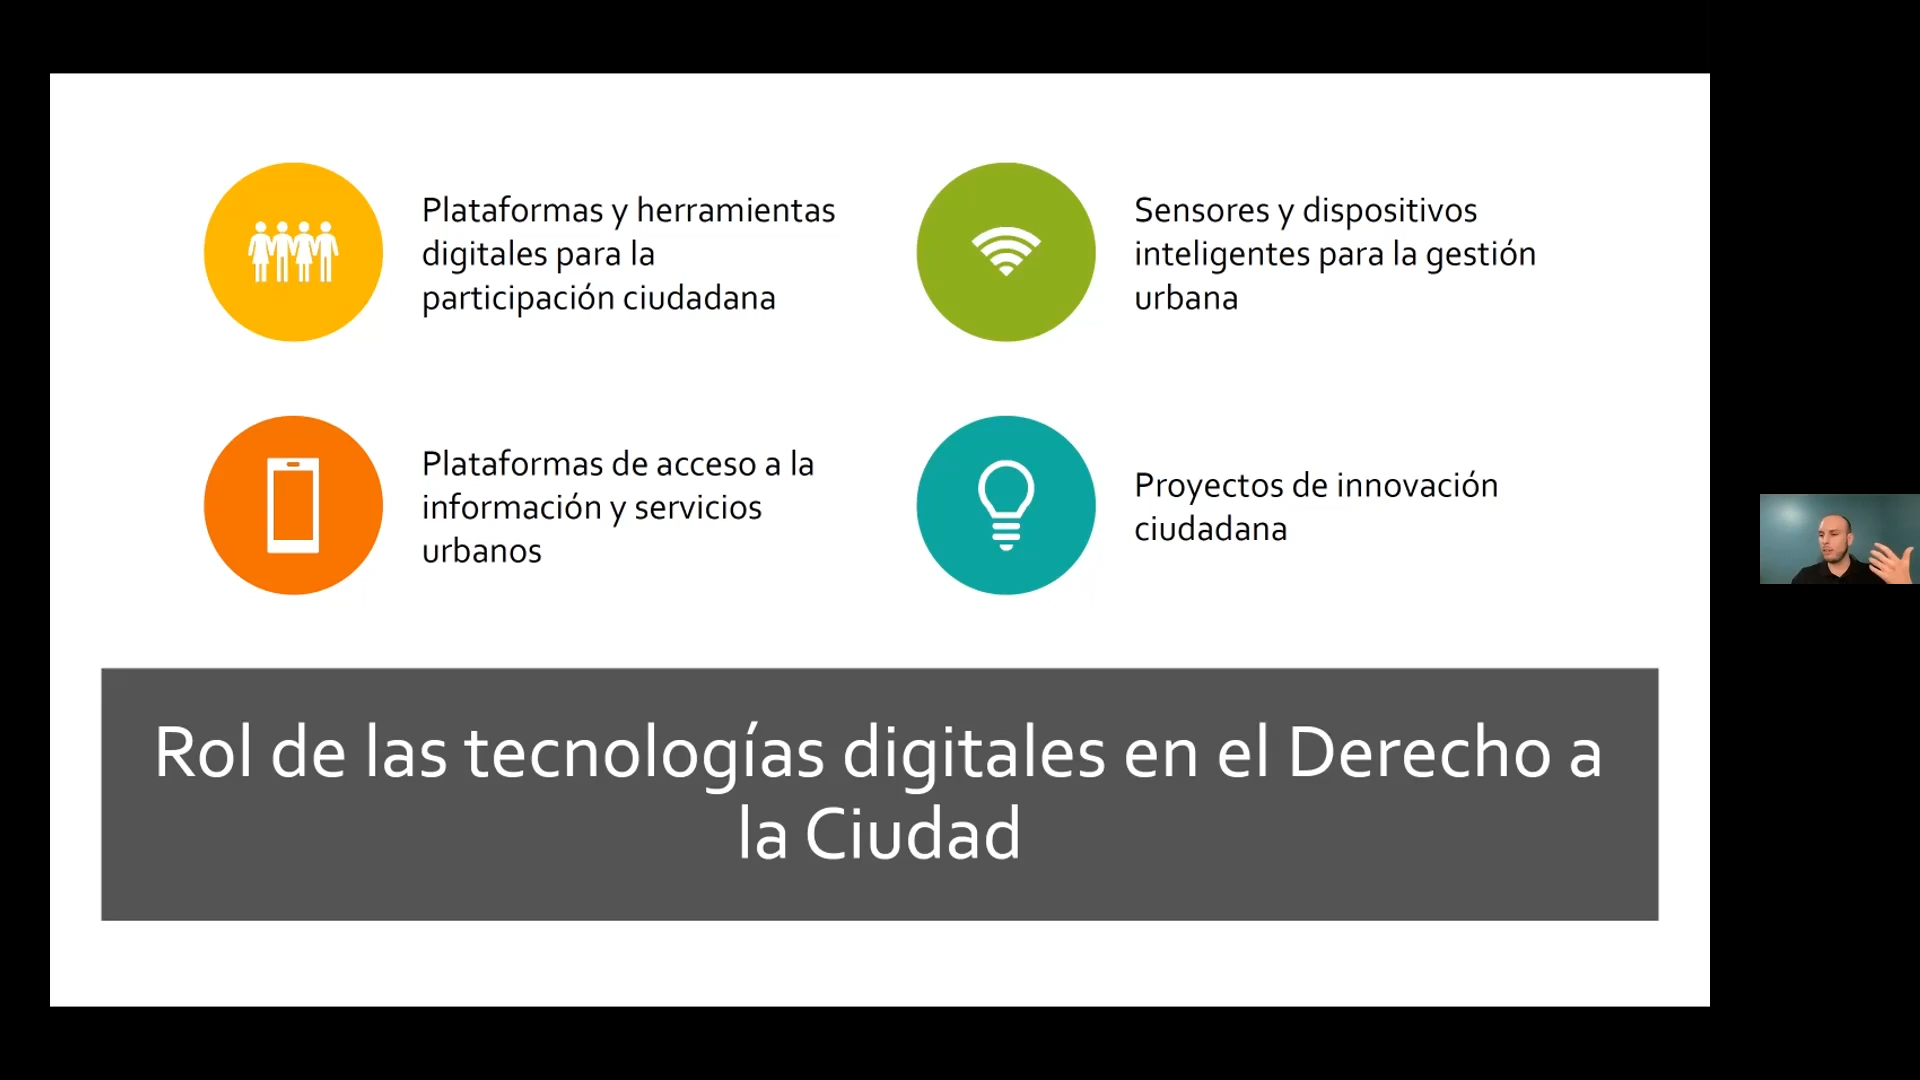 Plataformas y herramientas
digitales para la
participación ciudadana
Sensores y dispositivos
inteligentes para la gestión
urbana
Plataformas de acceso a la
información y servicios
urbanos
Proyectos de innovación
ciudadana
Rol de las tecnologías digitales en el Derecho a
la Ciudad